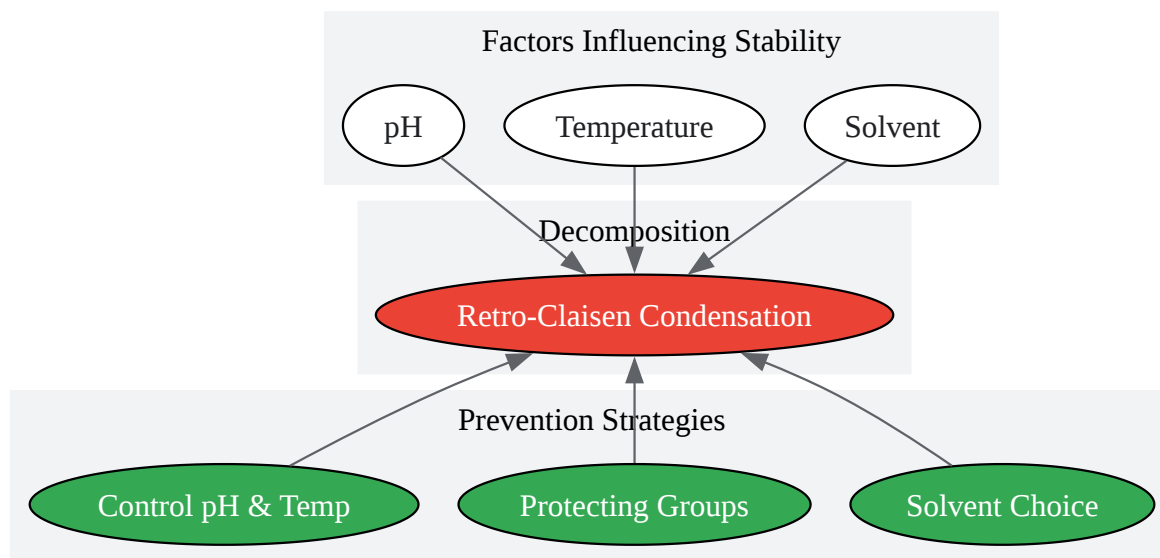 Factors Influencing Stability
pH
Temperature
Solvent
Decomposition
Retro-Claisen Condensation
Prevention Strategies
Control pH & Temp
Protecting Groups
Solvent Choice